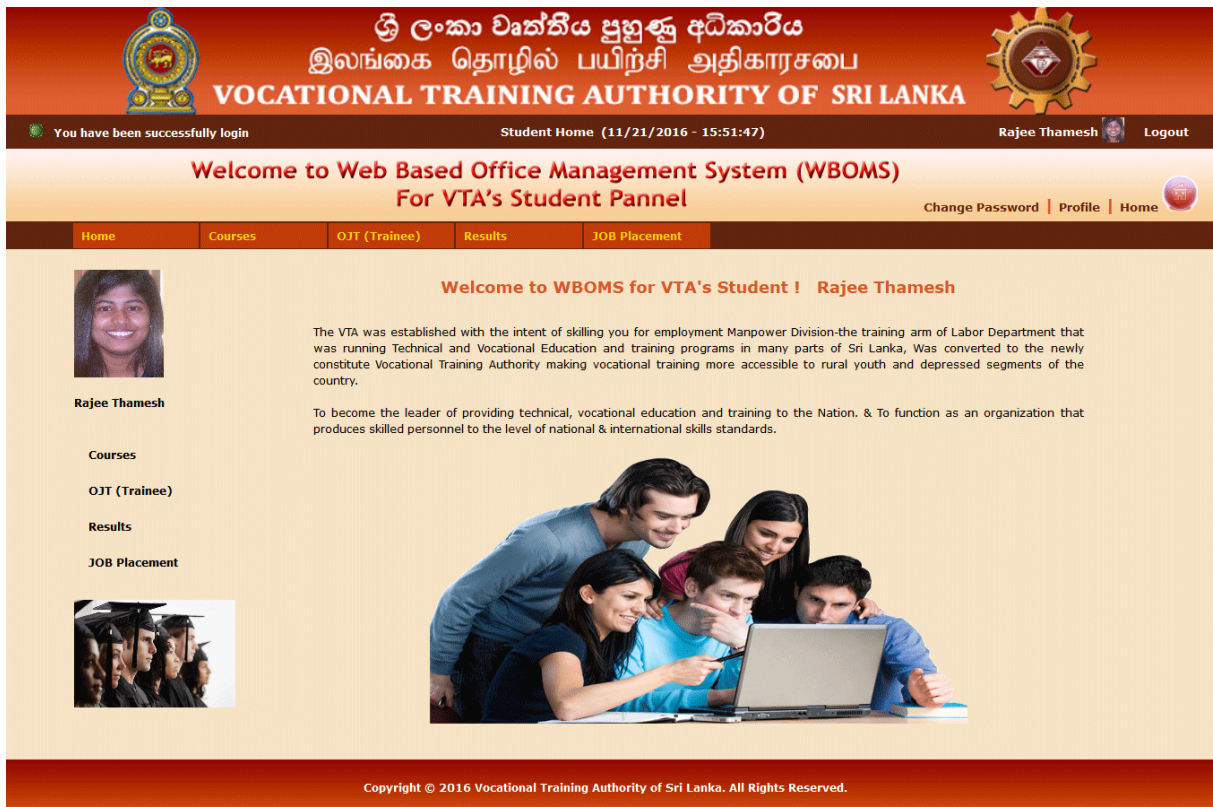 ශ්‍රී ලංකා වෘත්තීය පුහුණු අධිකාරිය
இலங்கை தொழில் பயிற்சி அதிகாரசபை
VOCATIONAL TRAINING AUTHORITY OF SRI LANKA
You have been successfully login Student Home (11/21/2016 - 15:51:47) Rajee Thamesh Logout
Welcome to Web Based Office Management System (WBOMS)
For VTA's Student Pannel
Change Password | Profile | Home
Home Courses OJT (Trainee) Results JOB Placement
Welcome to WBOMS for VTA's Student ! Rajee Thamesh
The VTA was established with the intent of skilling you for employment Manpower Division-the training arm of Labor Department that
was running Technical and Vocational Education and training programs in many parts of Sri Lanka, Was converted to the newly
constitute Vocational Training Authority making vocational training more accessible to rural youth and depressed segments of the
country.
To become the leader of providing technical, vocational education and training to the Nation. & To function as an organization that
produces skilled personnel to the level of national & international skills standards.
Rajee Thamesh
Courses
OJT (Trainee)
Results
JOB Placement
Copyright © 2016 Vocational Training Authority of Sri Lanka. All Rights Reserved.